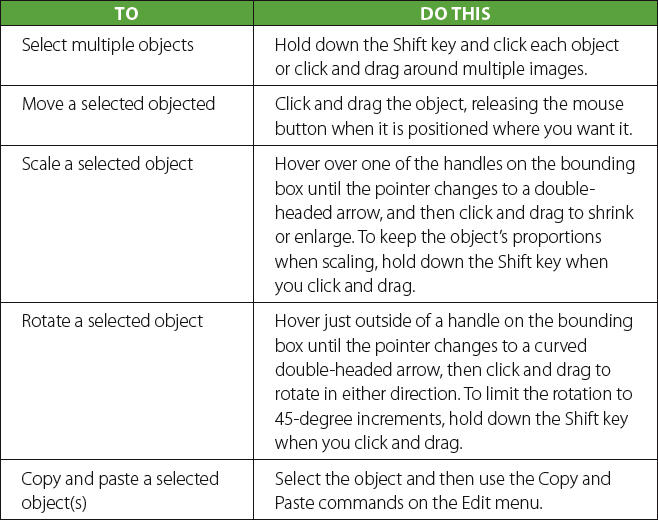 TO
DO THIS
Select multiple objects
Hold down the Shift key and click each object
or click and drag around multiple images.
Move a selected objected
Click and drag the object, releasing the mouse
button when it is positioned where you want it.
Scale a selected object
Hover over one of the handles on the bounding
box until the pointer changes to a double-
headed arrow, and then click and drag to shrink
or enlarge. To keep the object’s proportions
when scaling, hold down the Shift key when
you click and drag.
Rotate a selected object
Hover just outside of a handle on the bounding
box until the pointer changes to a curved
double-headed arrow, then click and drag to
rotate in either direction. To limit the rotation to
45-degree increments, hold down the Shift key
when you click and drag.
Copy and paste a selected
object(s)
Select the object and then use the Copy and
Paste commands on the Edit menu.